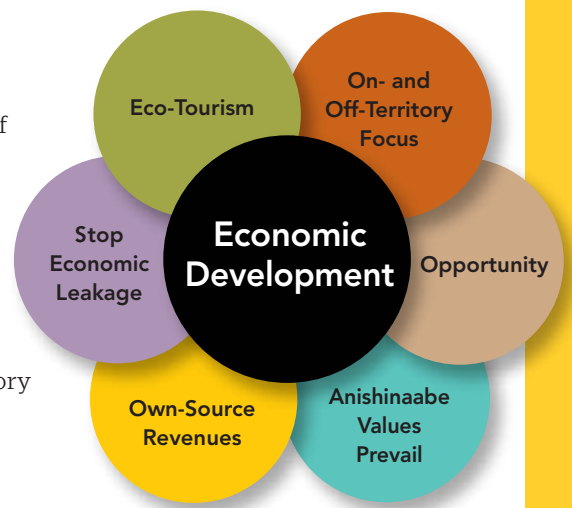 Eco-Tourism
On- and
Off-Territory
Focus
f
Stop
Economic
Leakage
Economic
Development
Opportunity
ory
Own-Source
Revenues
Anishinaabe
Values
Prevail